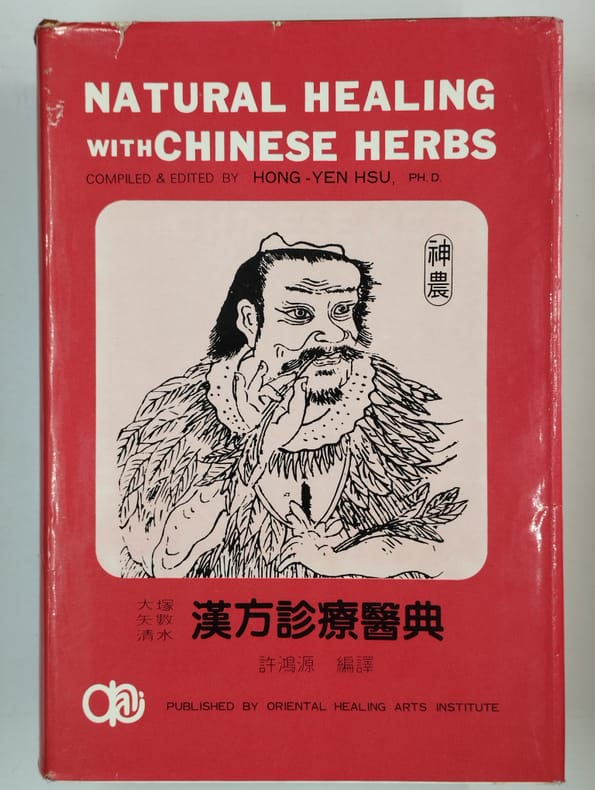 NATURAL HEALING
WITH CHINESE HERBS
COMPILED & EDITED BY HONG-YEN HSU, PH.D.
神農
大塚
矢數
清水
漢方診療醫典
許鴻源 編譯
ohai
PUBLISHED BY ORIENTAL HEALING ARTS INSTITUTE